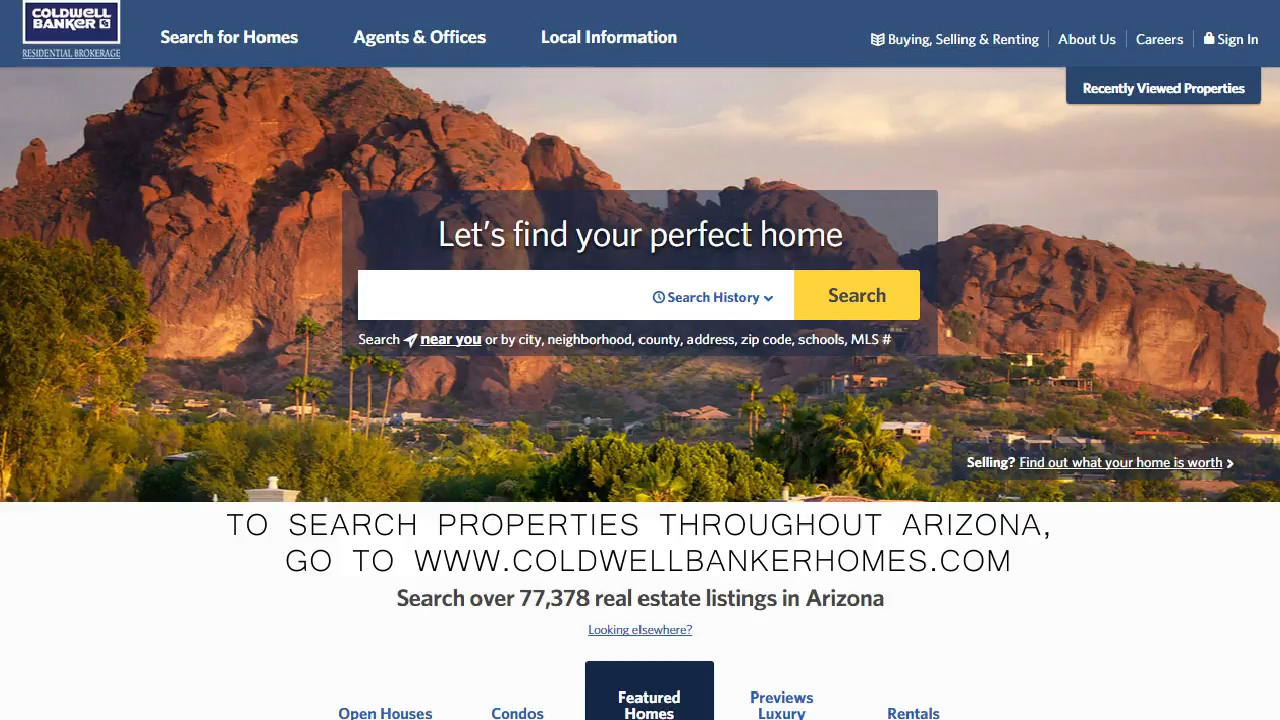 COLDWELL
BANKER
RESIDENTIAL BROKERAGE
Search for Homes
Agents & Offices
Local Information
Buying, Selling & Renting
About Us
Careers
Sign In
Recently Viewed Properties
Let's find your perfect home
Search History
Search
Search near you or by city, neighborhood, county, address, zip code, schools, MLS #
Selling? Find out what your home is worth
TO SEARCH PROPERTIES THROUGHOUT ARIZONA,
GO TO WWW.COLDWELLBANKERHOMES.COM
Search over 77,378 real estate listings in Arizona
Looking elsewhere?
Open Houses
Condos
Featured
Homes
Previews
Luxury
Rentals